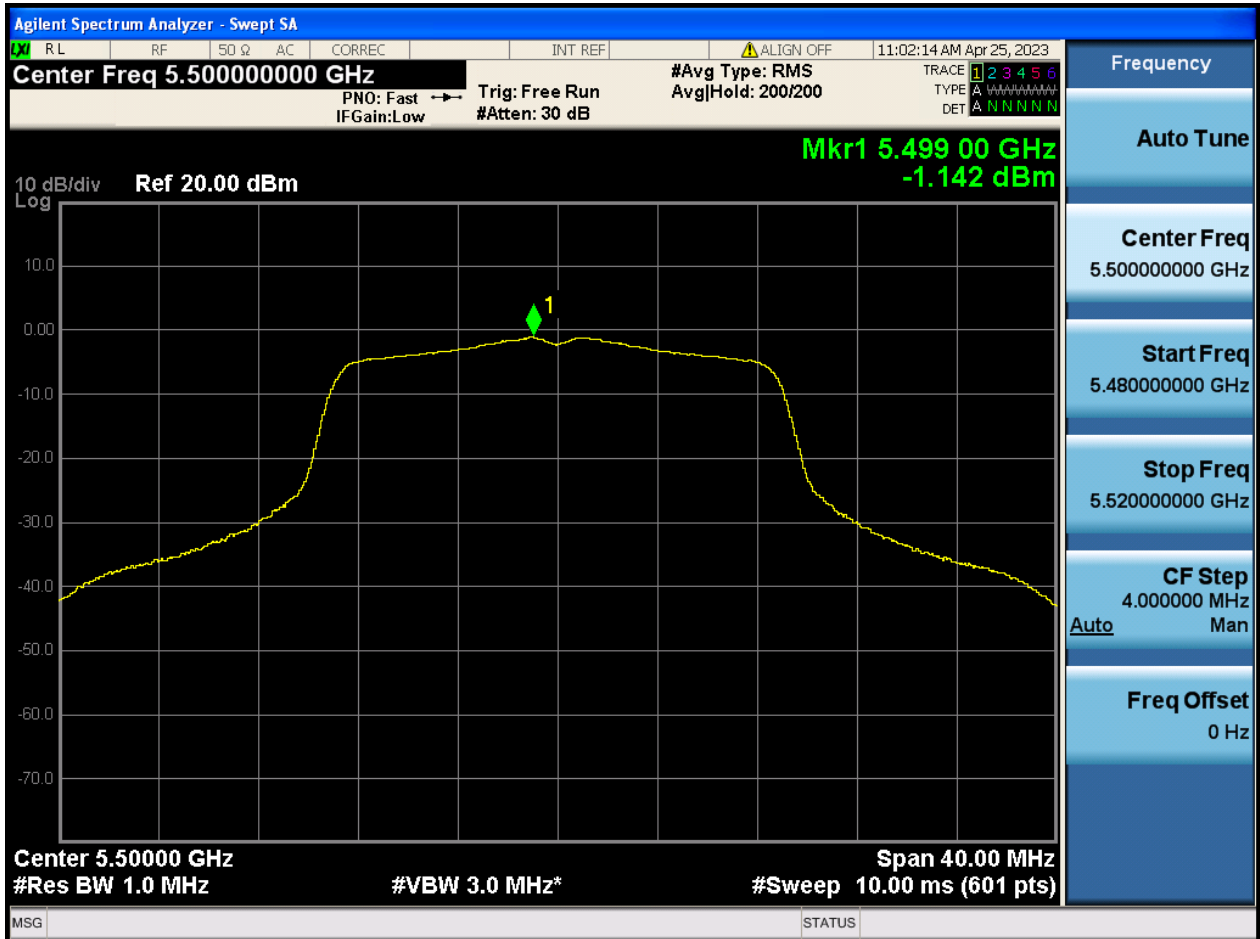 Agilent Spectrum Analyzer - Swept SA
LXI RL RF 50 Ω AC CORREC INT REF ALIGN OFF 11:02:14 AM Apr 25, 2023
Center Freq 5.500000000 GHz
PNO: Fast
IFGain:Low
Trig: Free Run
#Atten: 30 dB
#Avg Type: RMS
Avg|Hold: 200/200
TRACE 1 2 3 4 5 6
TYPE A WWWWW
DET A N N N N N
Mkr1 5.499 00 GHz
-1.142 dBm
10 dB/div Ref 20.00 dBm
Log
10.0
0.00
-10.0
-20.0
-30.0
-40.0
-50.0
-60.0
-70.0
1
Center 5.50000 GHz Span 40.00 MHz
#Res BW 1.0 MHz #VBW 3.0 MHz* #Sweep 10.00 ms (601 pts)
MSG STATUS
Frequency
Auto Tune
Center Freq
5.500000000 GHz
Start Freq
5.480000000 GHz
Stop Freq
5.520000000 GHz
CF Step
4.000000 MHz
Auto Man
Freq Offset
0 Hz